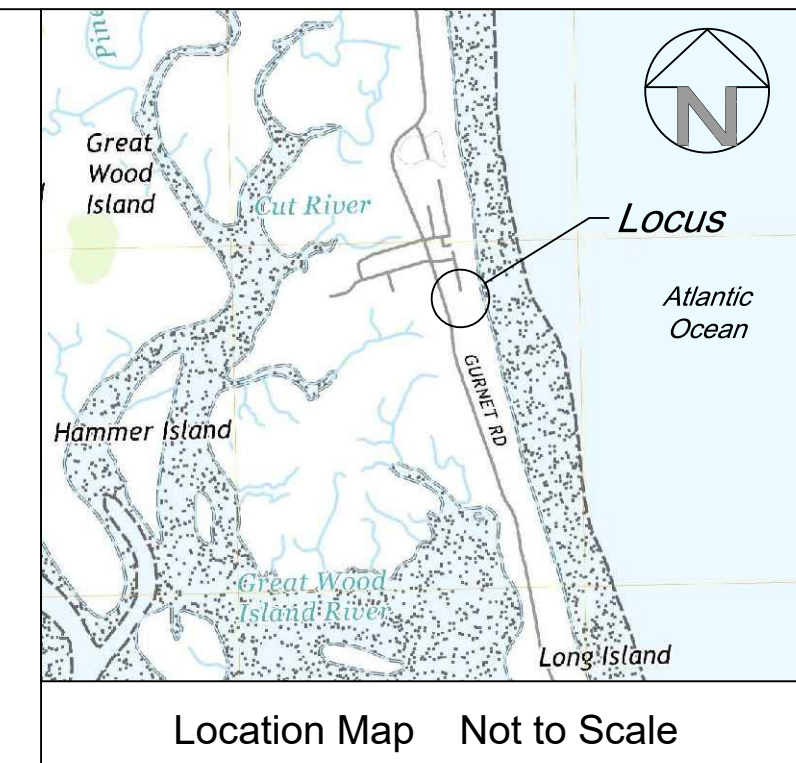 Pine
Great
Wood
Island
Cut River
N
Locus
Atlantic
Ocean
GURNET RD
Hammer Island
Great Wood
Island River
Long Island
Location Map Not to Scale